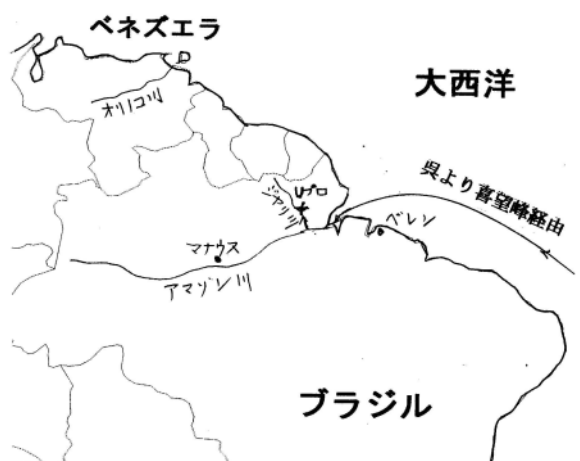 ベネズエラ
オリノコ川
大西洋
呉より喜望峰経由
ジャリ川
ベレン
マナウス
アマゾン川
ブラジル